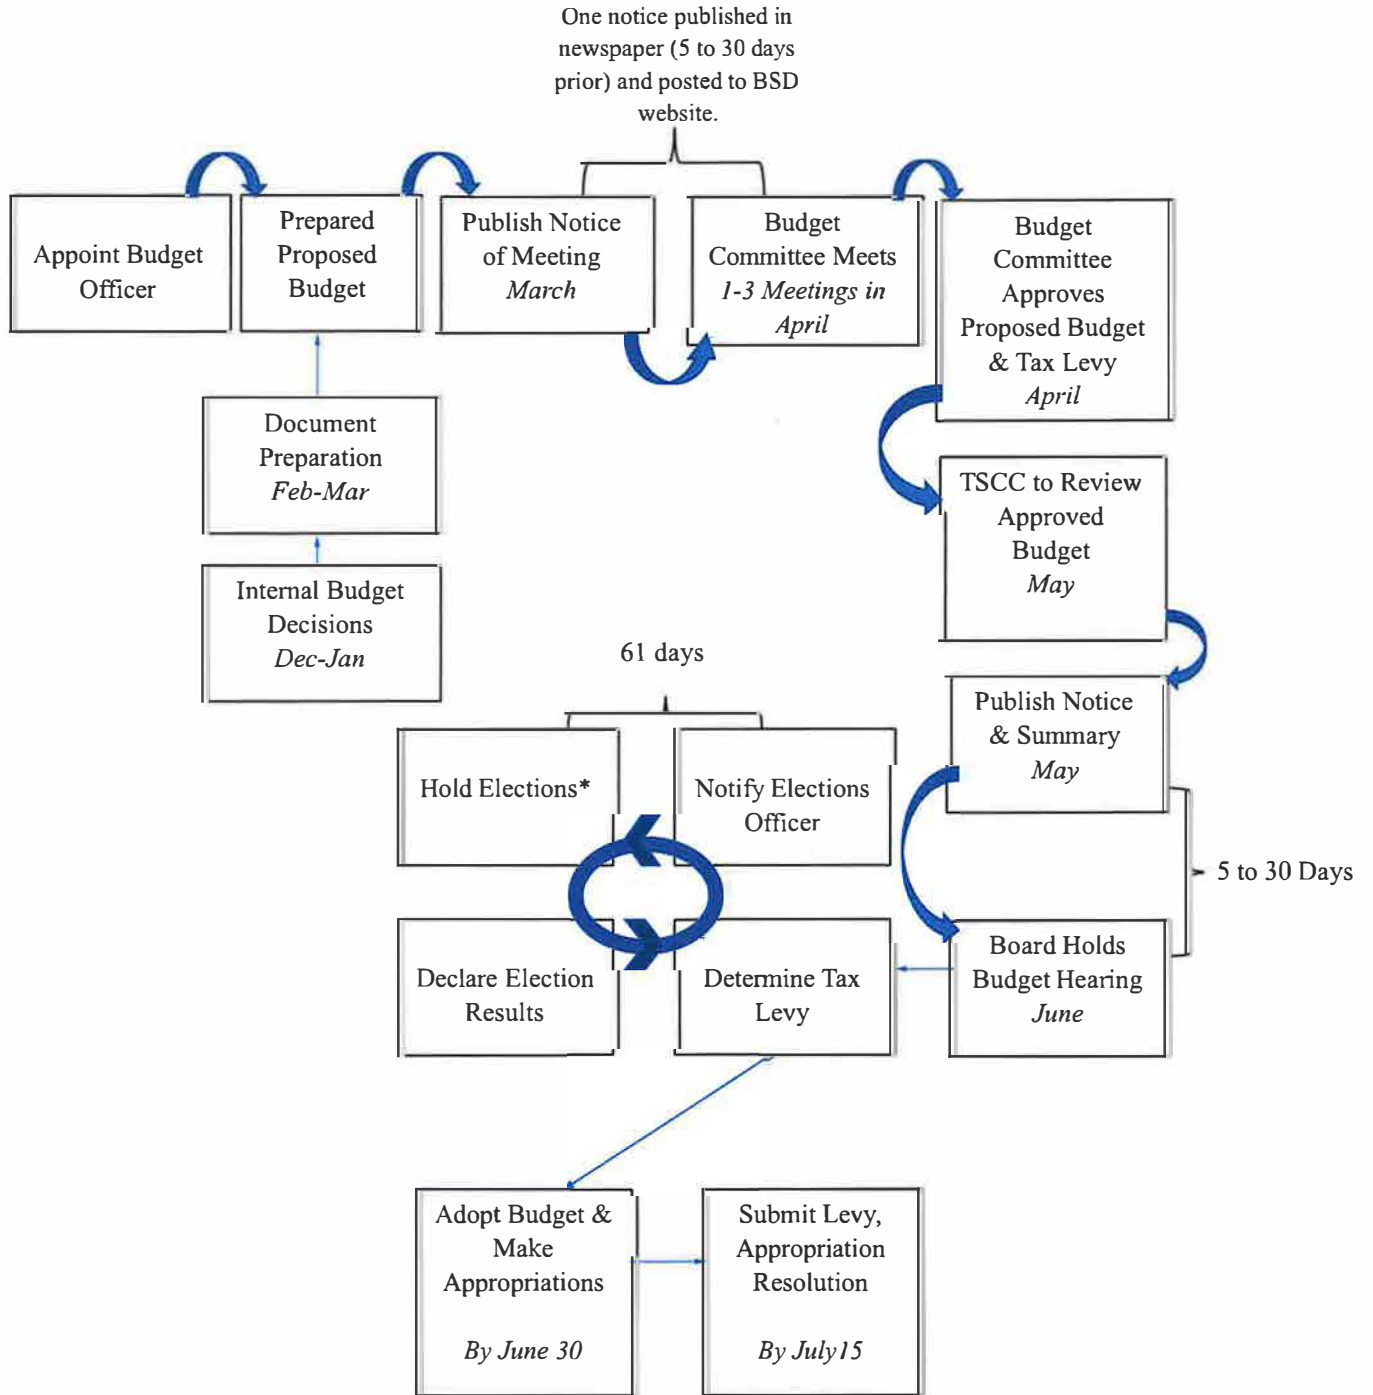 One notice published in
newspaper (5 to 30 days
prior) and posted to BSD
website.
Appoint Budget
Officer
Prepared
Proposed
Budget
Publish Notice
of Meeting
March
Budget
Committee Meets
1-3 Meetings in
April
Budget
Committee
Approves
Proposed Budget
& Tax Levy
April
Document
Preparation
Feb-Mar
Internal Budget
Decisions
Dec-Jan
TSCC to Review
Approved
Budget
May
61 days
Publish Notice
& Summary
May
Hold Elections*
Notify Elections
Officer
5 to 30 Days
Declare Election
Results
Determine Tax
Levy
Board Holds
Budget Hearing
June
Adopt Budget &
Make
Appropriations
By June 30
Submit Levy,
Appropriation
Resolution
By July15